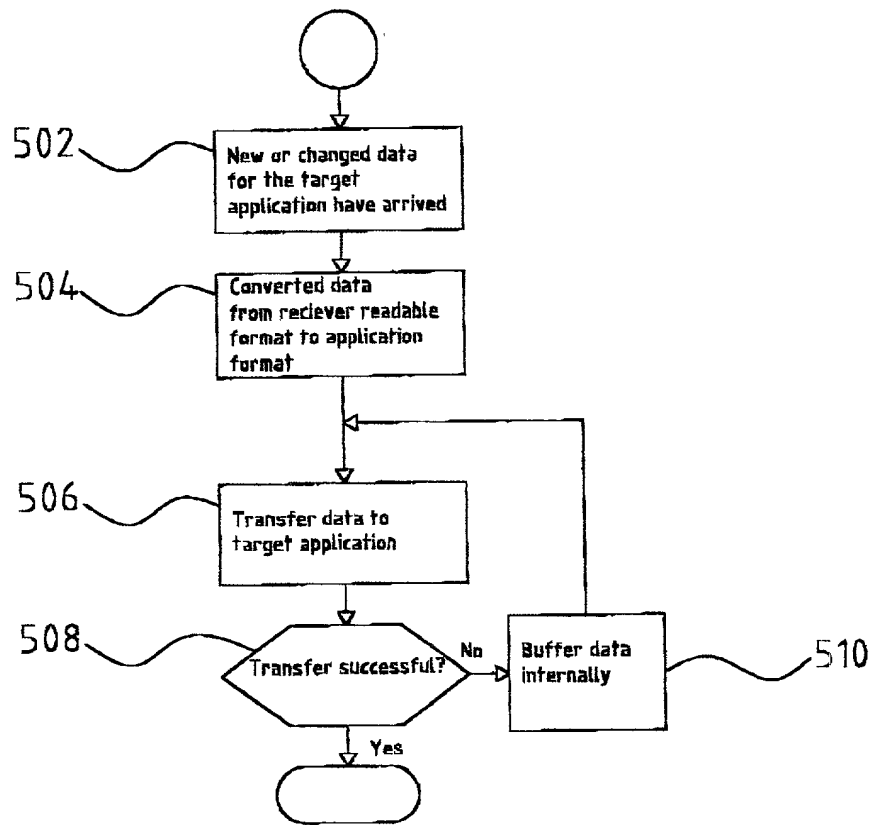 502
New or changed data
for the target
application have arrived
504
Converted data
from reciever readable
format to application
format
506
Transfer data to
target application
508
Transfer successful?
No
Buffer data
internally
510
Yes